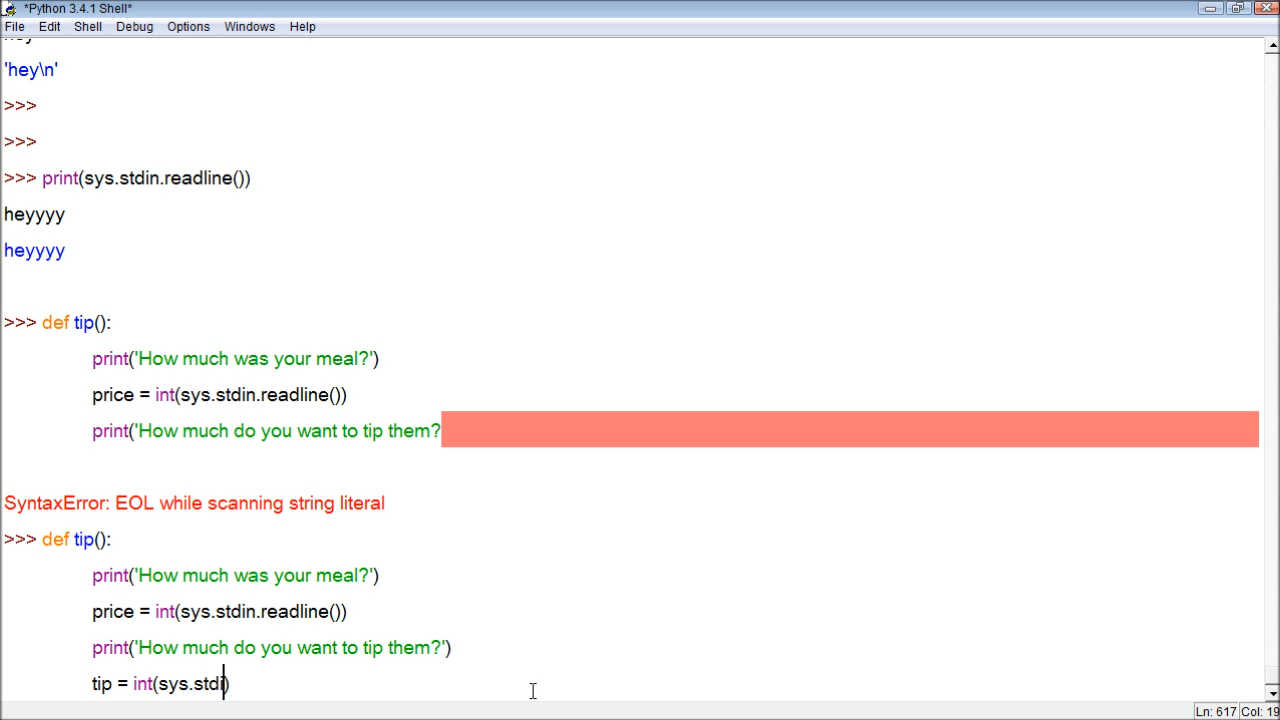 *Python 3.4.1 Shell*
File Edit Shell Debug Options Windows Help
hey
'hey\n'
>>>
>>>
>>> print(sys.stdin.readline())
heyyyy
heyyyy
>>> def tip():
print('How much was your meal?')
price = int(sys.stdin.readline())
print('How much do you want to tip them?
SyntaxError: EOL while scanning string literal
>>> def tip():
print('How much was your meal?')
price = int(sys.stdin.readline())
print('How much do you want to tip them?')
tip = int(sys.stdi)
Ln: 617 Col: 19